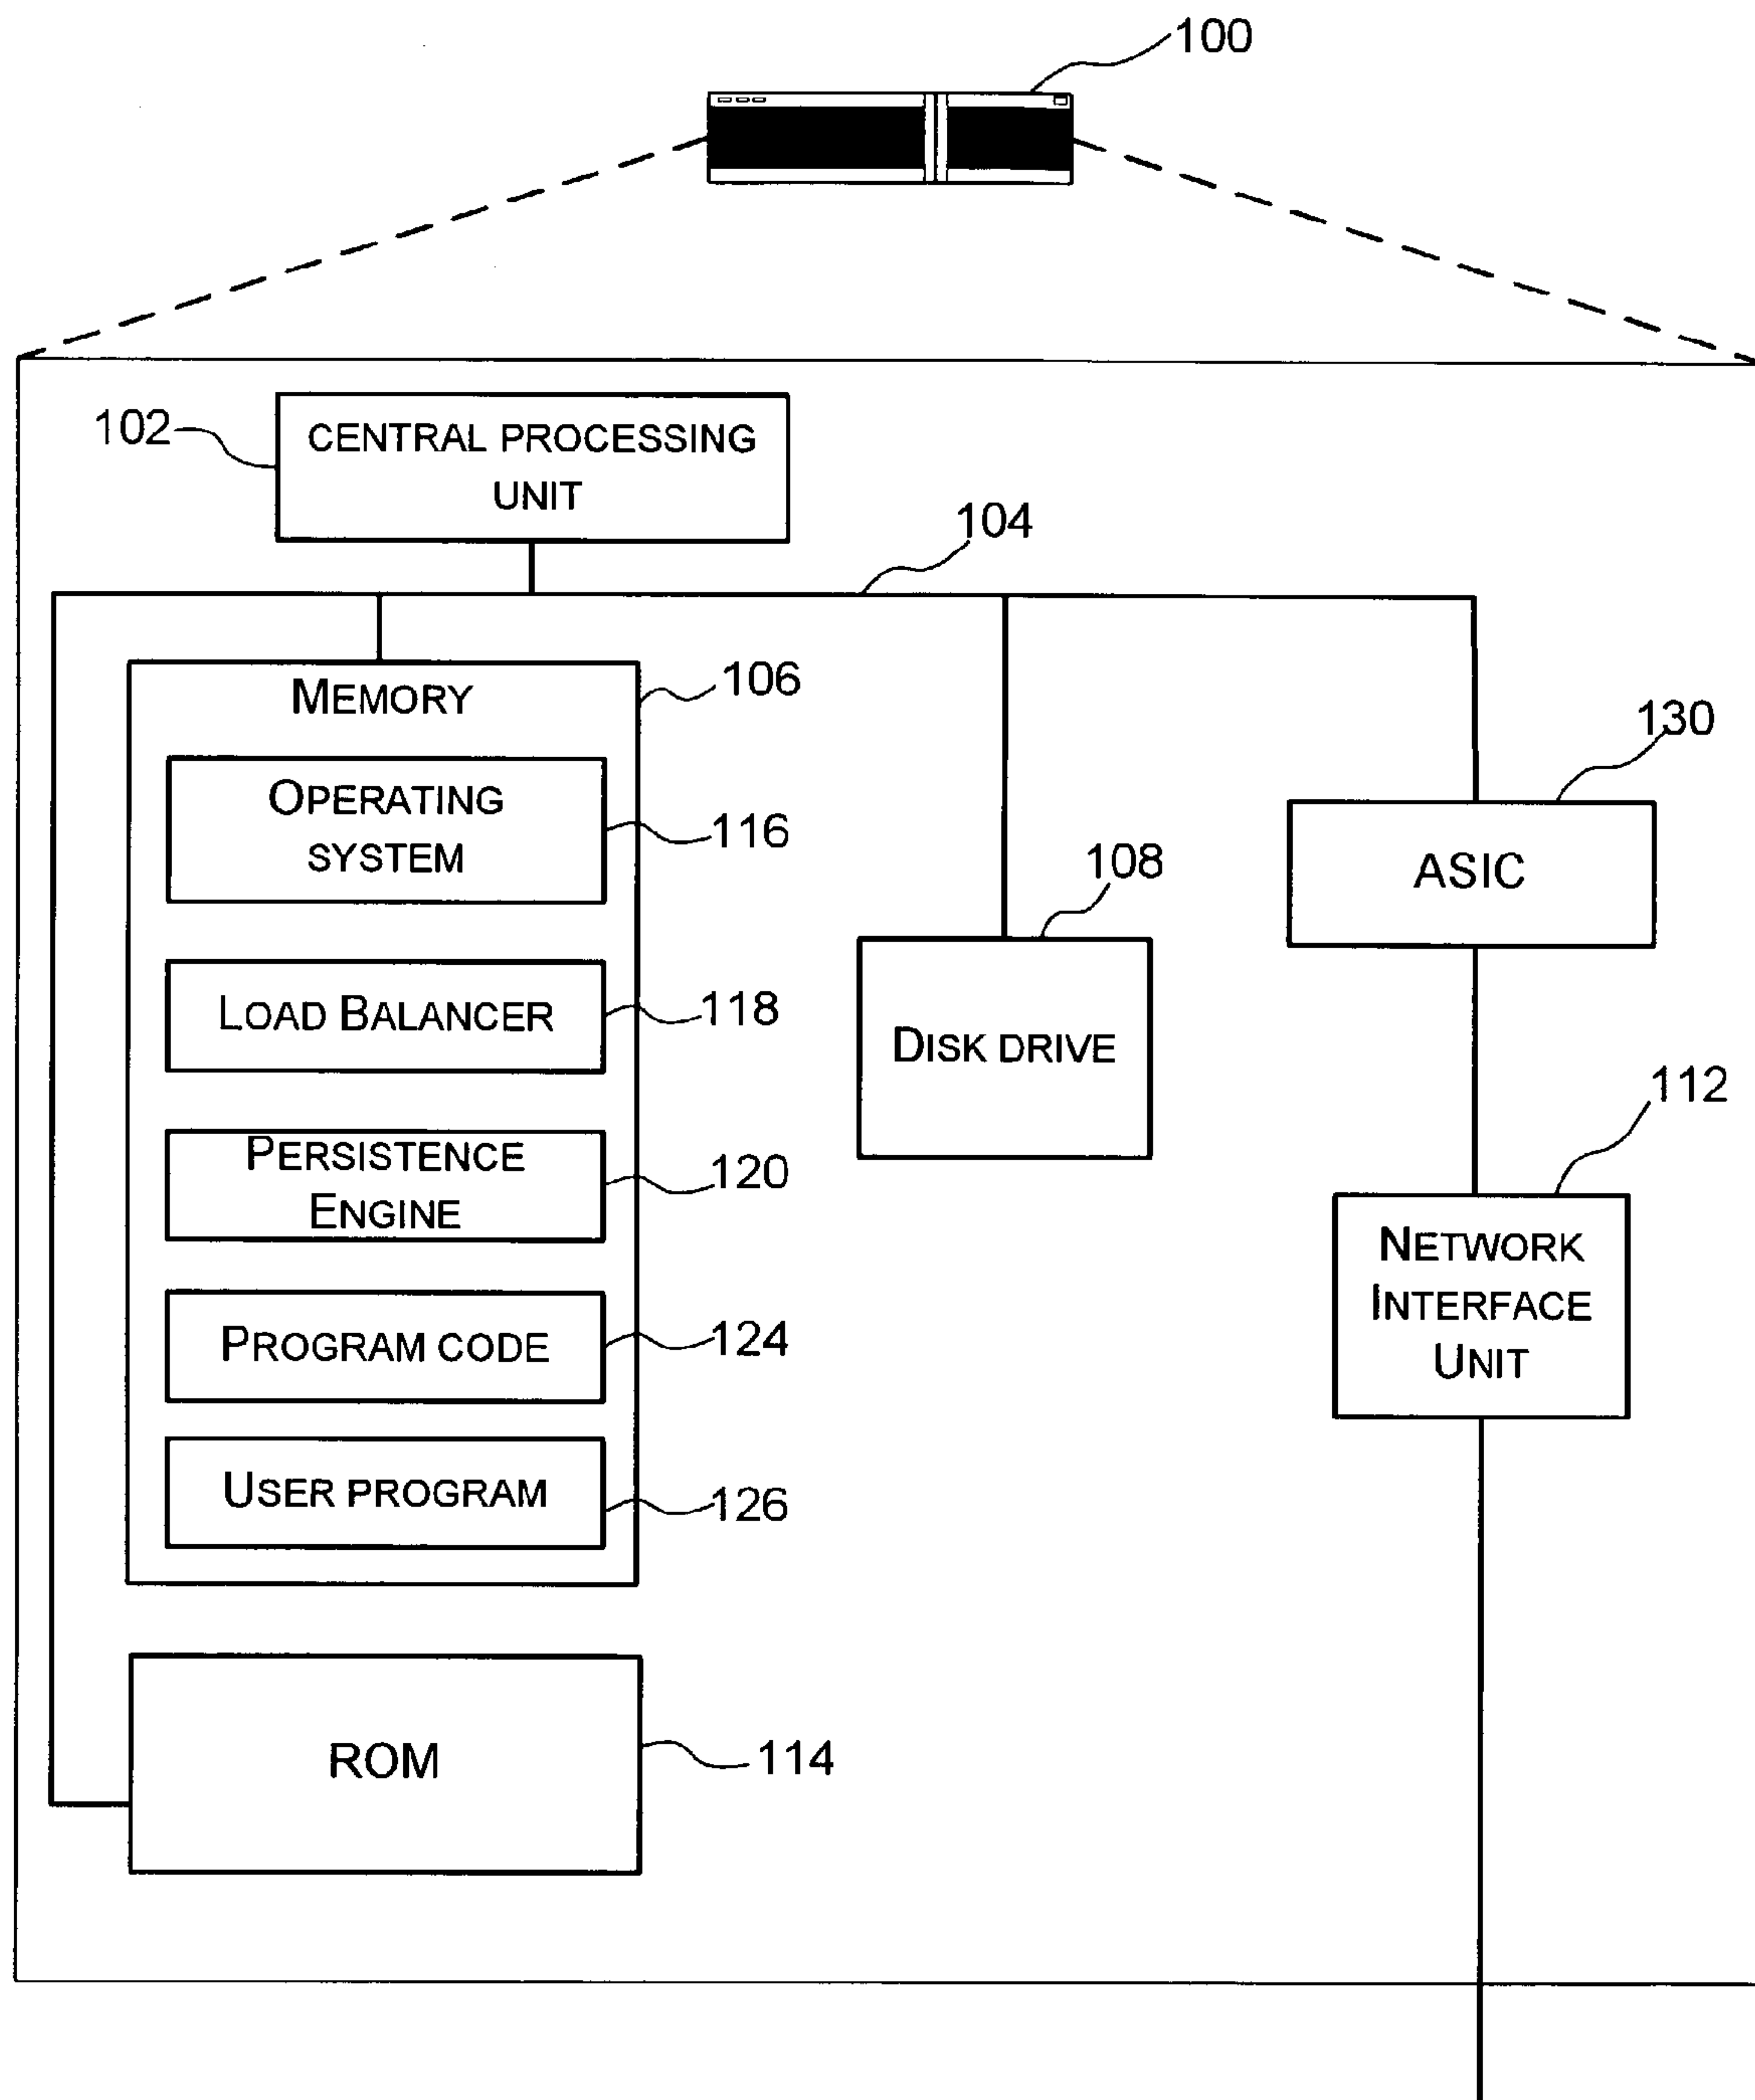 100
102
CENTRAL PROCESSING
UNIT
104
MEMORY
106
OPERATING
SYSTEM
116
130
ASIC
108
LOAD BALANCER
118
DISK DRIVE
112
PERSISTENCE
ENGINE
120
NETWORK
INTERFACE
UNIT
PROGRAM CODE
124
USER PROGRAM
126
ROM
114